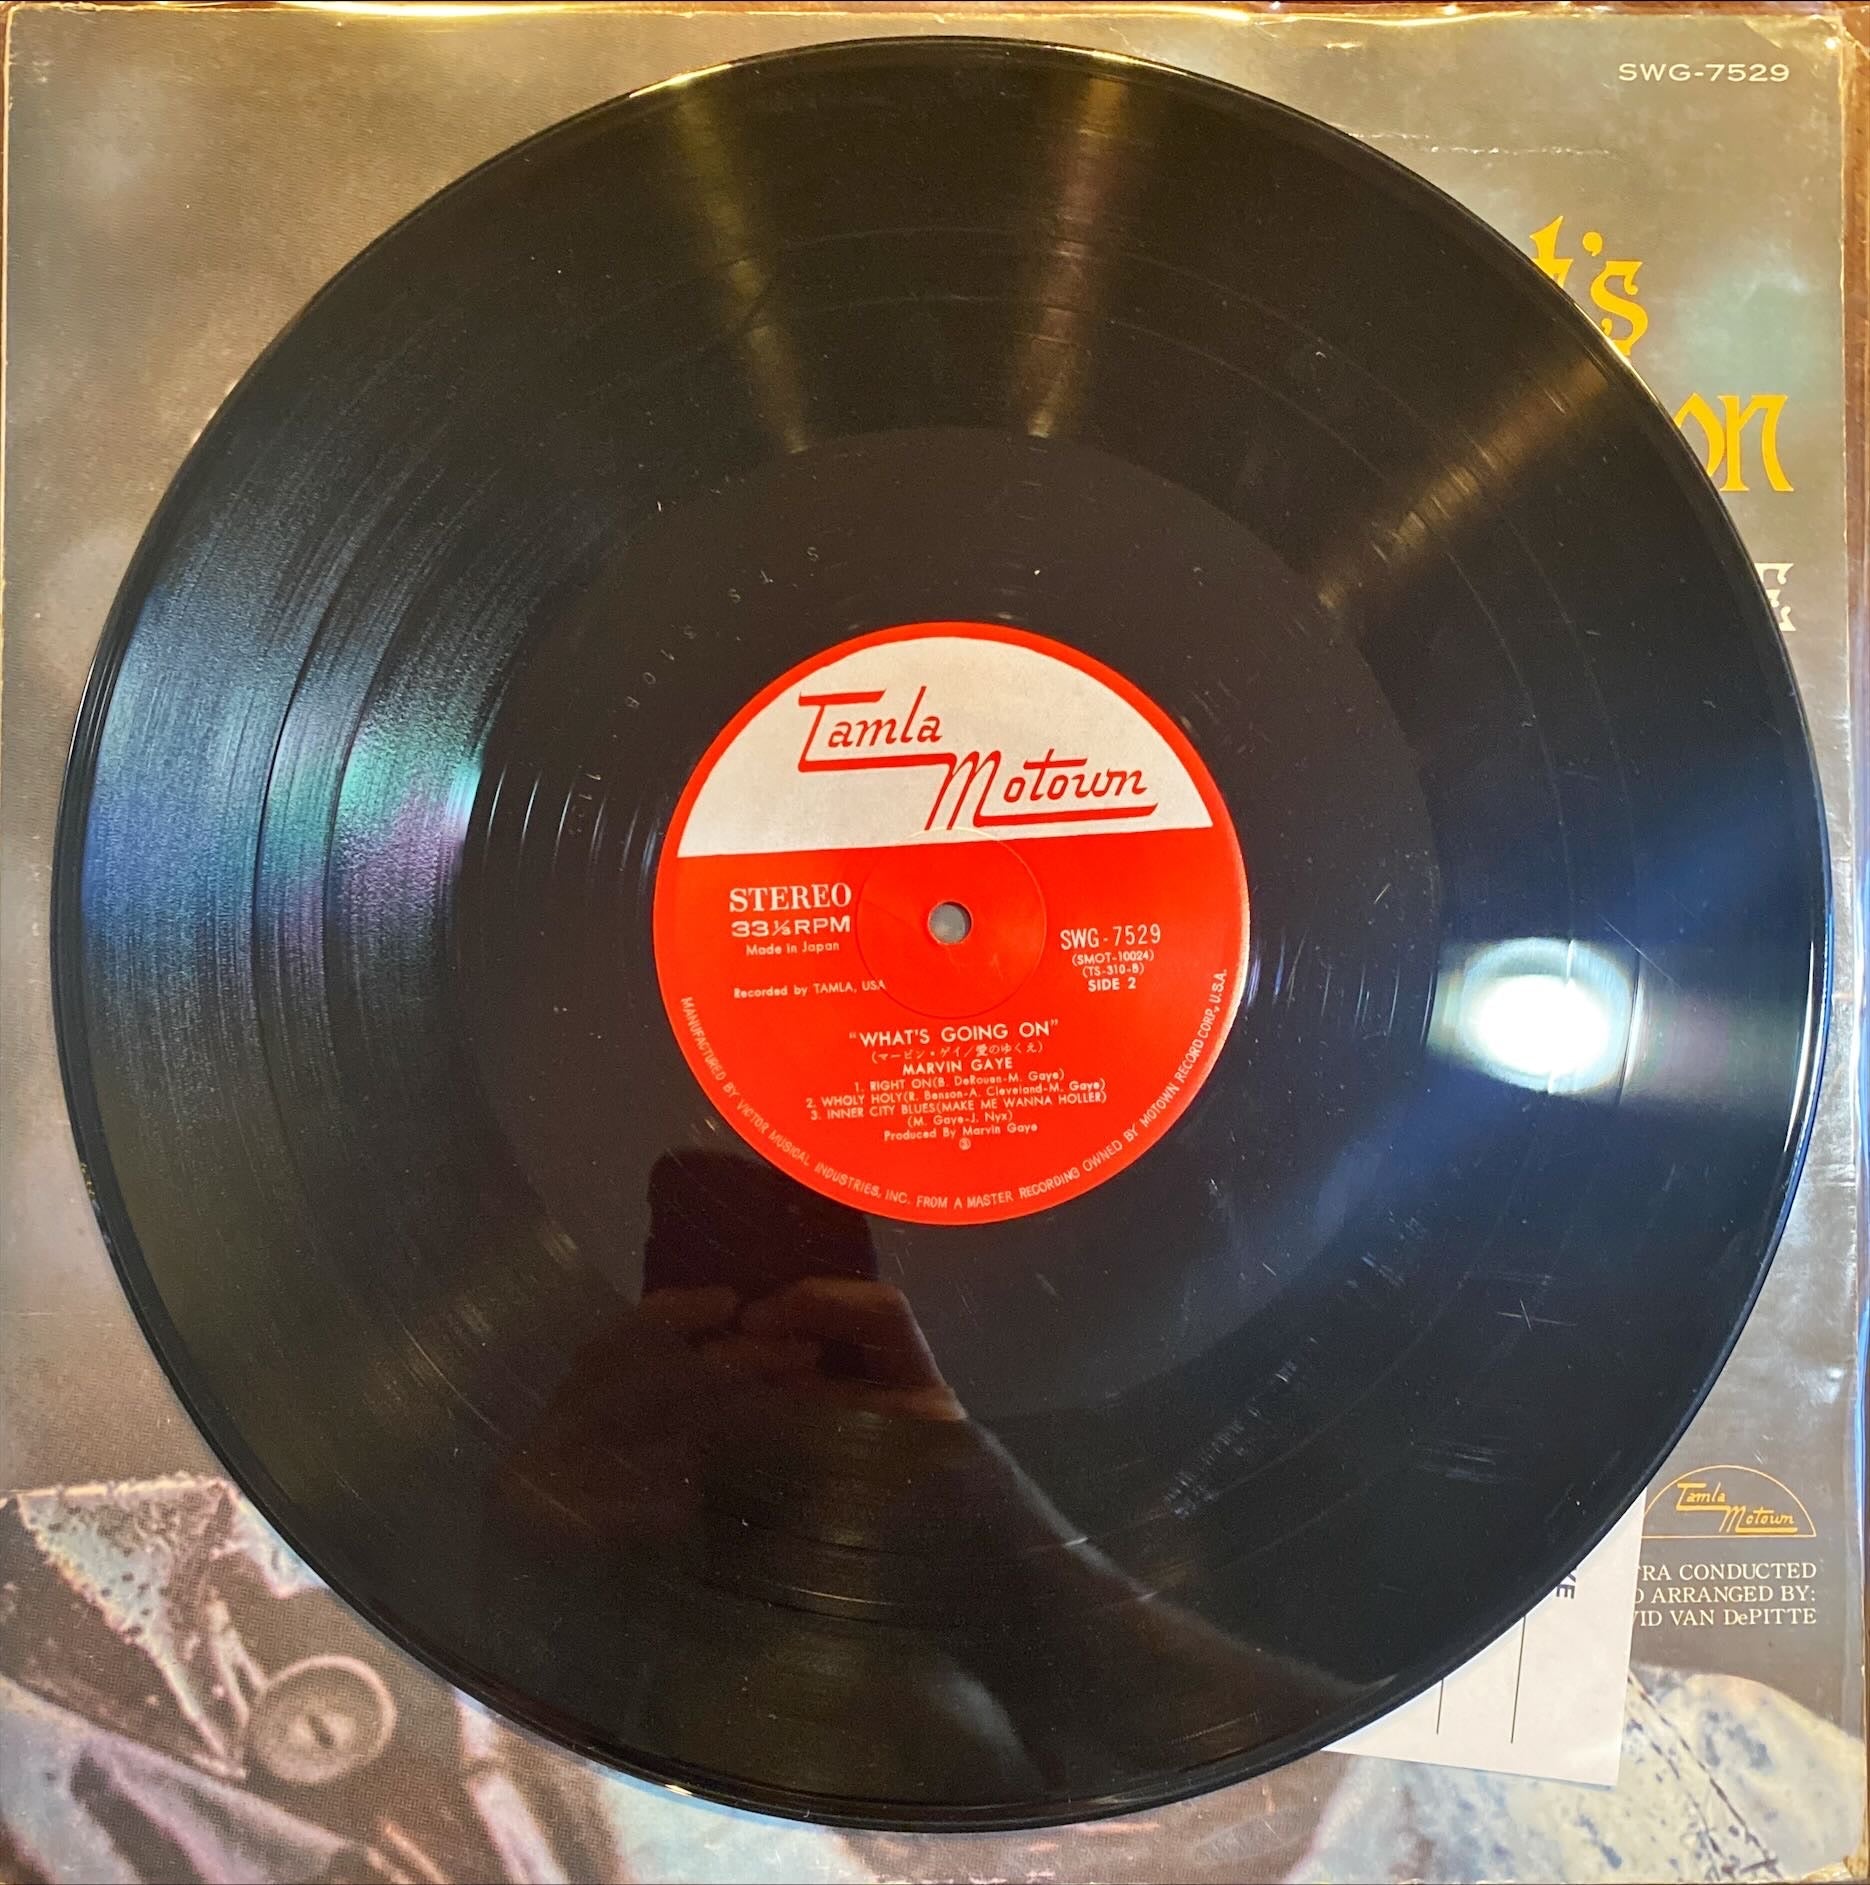 SWG-7529
t's
on
E
Tamla
Motown
STEREO
33⅓RPM
Made in Japan
Recorded by TAMLA, USA
SWG-7529
(SMOT-10024)
(TS-310-B)
SIDE 2
"WHAT'S GOING ON"
(マービン・ゲイ/愛のゆくえ)
MARVIN GAYE
1. RIGHT ON(B. DeRouen-M. Gaye)
2. WHOLY HOLY(R. Benson-A. Cleveland-M. Gaye)
3. INNER CITY BLUES(MAKE ME WANNA HOLLER)
(M. Gaye-J. Nyx)
Produced By Marvin Gaye
MANUFACTURED BY VICTOR MUSICAL INDUSTRIES, INC. FROM A MASTER RECORDING OWNED BY MOTOWN RECORD CORP., U.S.A.
Tamla
Motown
TRA CONDUCTED
D ARRANGED BY:
VID VAN DePITTE